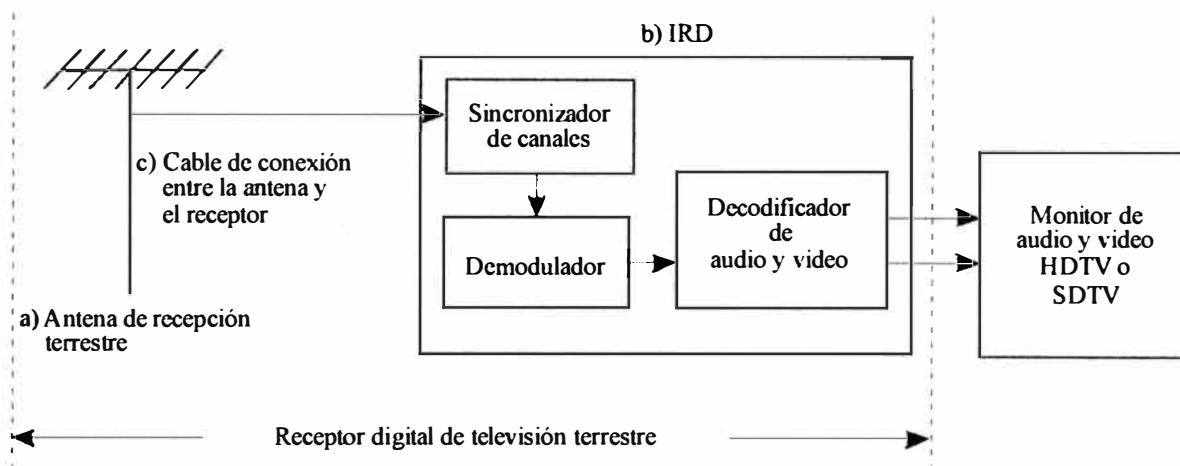 b) IRD
Sincronizador
de canales
c) Cable de conexión
entre la antena y
el receptor
Demodulador
Decodificador
de
audio y video
Monitor de
audio y video
HDTV o
SDTV
a) Antena de recepción
terrestre
Receptor digital de televisión terrestre